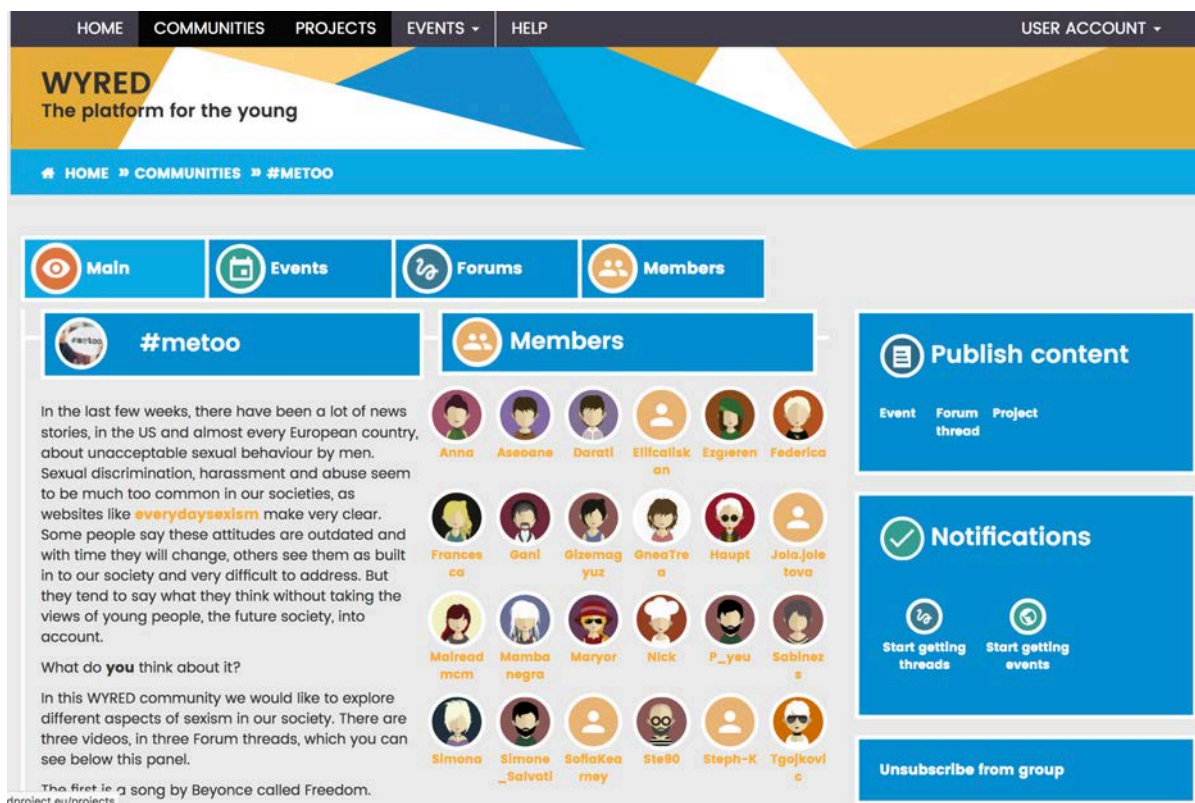 HOME COMMUNITIES PROJECTS EVENTS HELP USER ACCOUNT
WYRED
The platform for the young
HOME » COMMUNITIES » #METOO
Main Events Forums Members
#metoo
In the last few weeks, there have been a lot of news
stories, in the US and almost every European country,
about unacceptable sexual behaviour by men.
Sexual discrimination, harassment and abuse seem
to be much too common in our societies, as
websites like everydaysexism make very clear.
Some people say these attitudes are outdated and
with time they will change, others see them as built
in to our society and very difficult to address. But
they tend to say what they think without taking the
views of young people, the future society, into
account.
What do you think about it?
In this WYRED community we would like to explore
different aspects of sexism in our society. There are
three videos, in three Forum threads, which you can
see below this panel.
The first is a song by Beyonce called Freedom.
dproject.eu/projects
Members
Anna Aseoane Darati Elifcalisk Ezgieren Federica
an
Frances Gani Gizemag GneaTre Haupt Jola.jole
ca yuz a tova
Mairead Mamba Maryor Nick P_yeu Sabinez
mcm negra s
Simona Simone SofiaKea Ste90 Steph-K Tgojkovi
_Salvati rney c
Publish content
Event Forum Project
thread
Notifications
Start getting Start getting
threads events
Unsubscribe from group